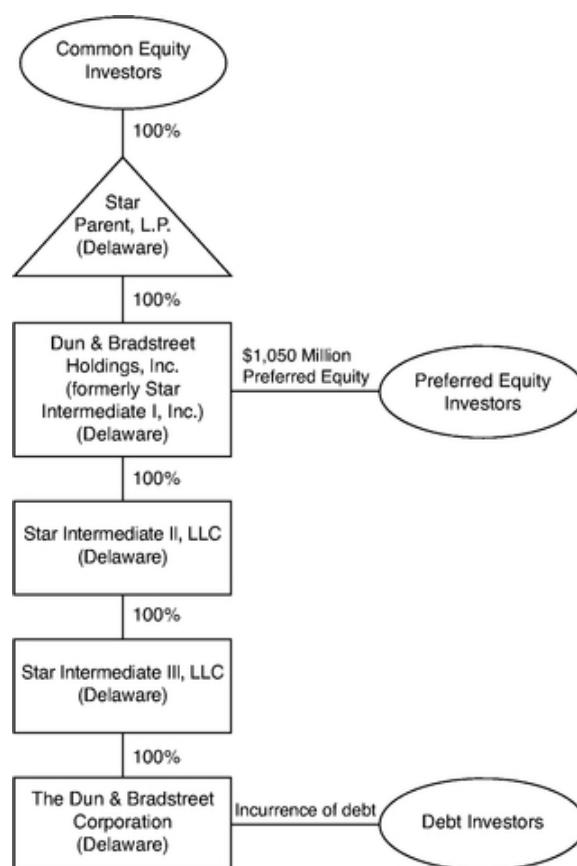 Common Equity
Investors
100%
Star
Parent, L.P.
(Delaware)
100%
Dun & Bradstreet
Holdings, Inc.
(formerly Star
Intermediate I, Inc.)
(Delaware)
$1,050 Million
Preferred Equity
Preferred Equity
Investors
100%
Star Intermediate II, LLC
(Delaware)
100%
Star Intermediate III, LLC
(Delaware)
100%
The Dun & Bradstreet
Corporation
(Delaware)
Incurrence of debt
Debt Investors